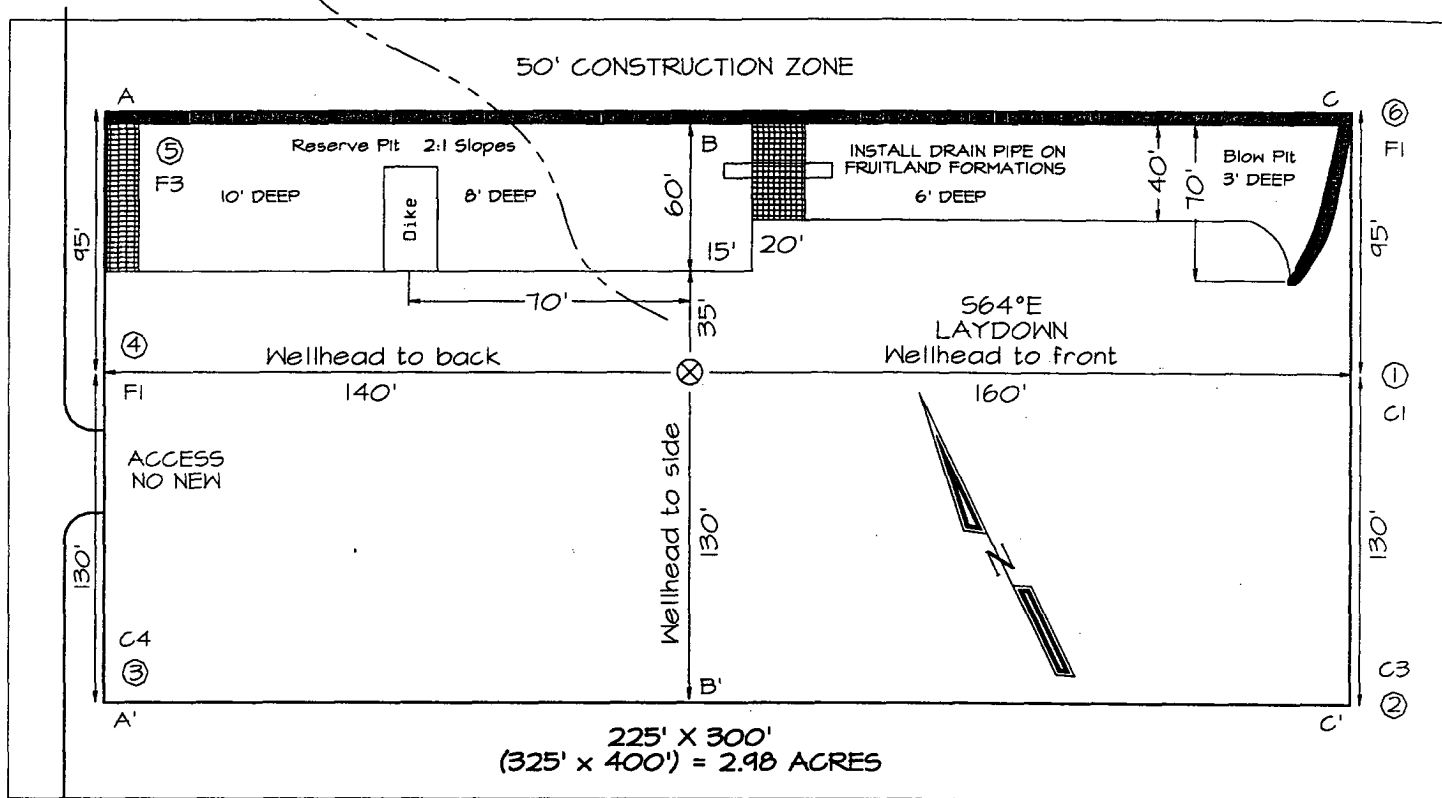 50' CONSTRUCTION ZONE
A
C
⑥
F1
⑤
F3
Reserve Pit 2:1 Slopes
10' DEEP
Dike
8' DEEP
B
60'
INSTALL DRAIN PIPE ON
FRUITLAND FORMATIONS
6' DEEP
40'
70'
Blow Pit
3' DEEP
95'
95'
15'
20'
70'
35'
S64°E
LAYDOWN
④
Wellhead to back
Wellhead to front
F1
140'
160'
①
C1
ACCESS
NO NEW
Wellhead to side
130'
N
130'
130'
C4
③
C3
②
A'
B'
C'
225' X 300'
(325' x 400') = 2.98 ACRES